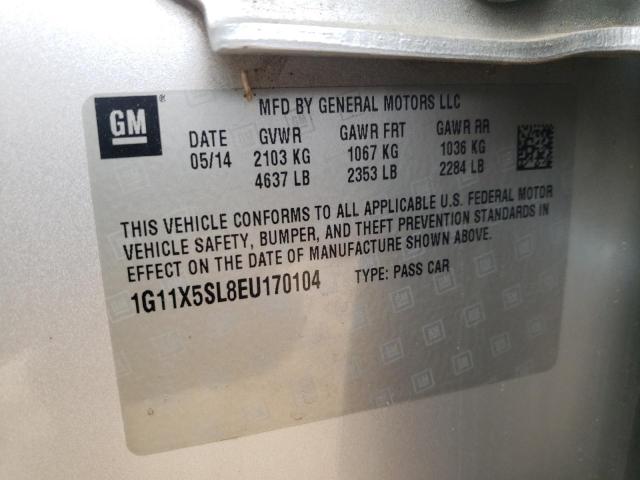 GM
MFD BY GENERAL MOTORS LLC
DATE GVWR GAWR FRT GAWR RR
05/14 2103 KG 1067 KG 1036 KG
4637 LB 2353 LB 2284 LB
THIS VEHICLE CONFORMS TO ALL APPLICABLE U.S. FEDERAL MOTOR
VEHICLE SAFETY, BUMPER, AND THEFT PREVENTION STANDARDS IN
EFFECT ON THE DATE OF MANUFACTURE SHOWN ABOVE.
1G11X5SL8EU170104 TYPE: PASS CAR